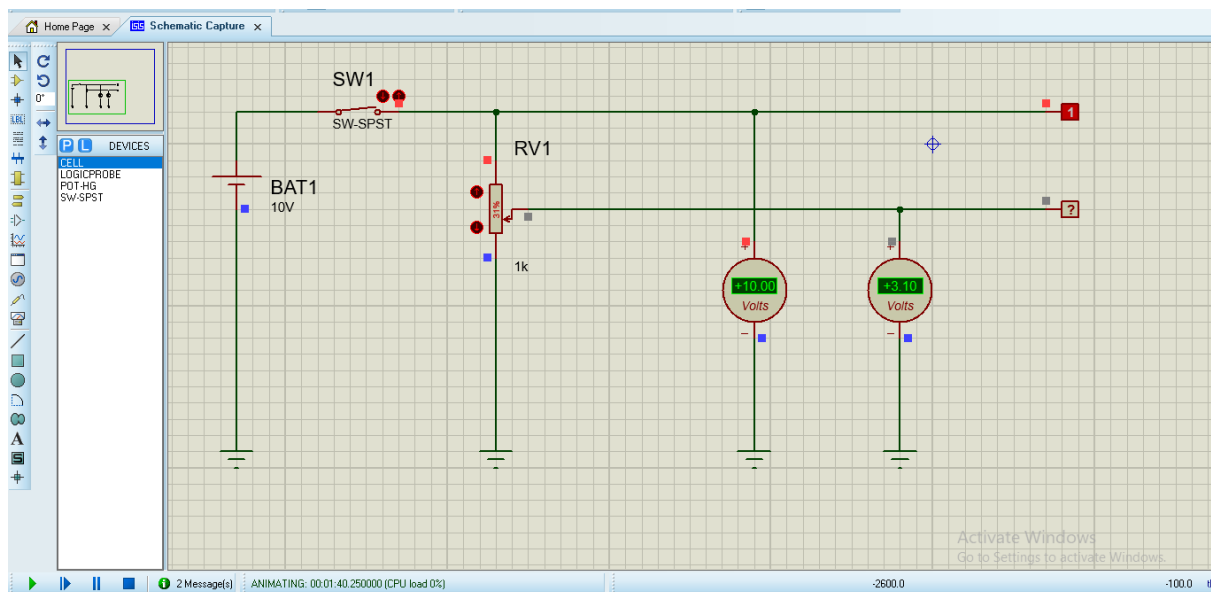 Home Page x
ISIS Schematic Capture x
0°
LBL
P L DEVICES
CELL
LOGICPROBE
POT-HG
SW-SPST
A
S
SW1
SW-SPST
BAT1
10V
RV1
31%
1k
1
?
+
+10.00
Volts
−
+
+3.10
Volts
−
Activate Windows
Go to Settings to activate Windows.
2 Message(s)
ANIMATING: 00:01:40.250000 (CPU load 0%)
-2600.0
-100.0